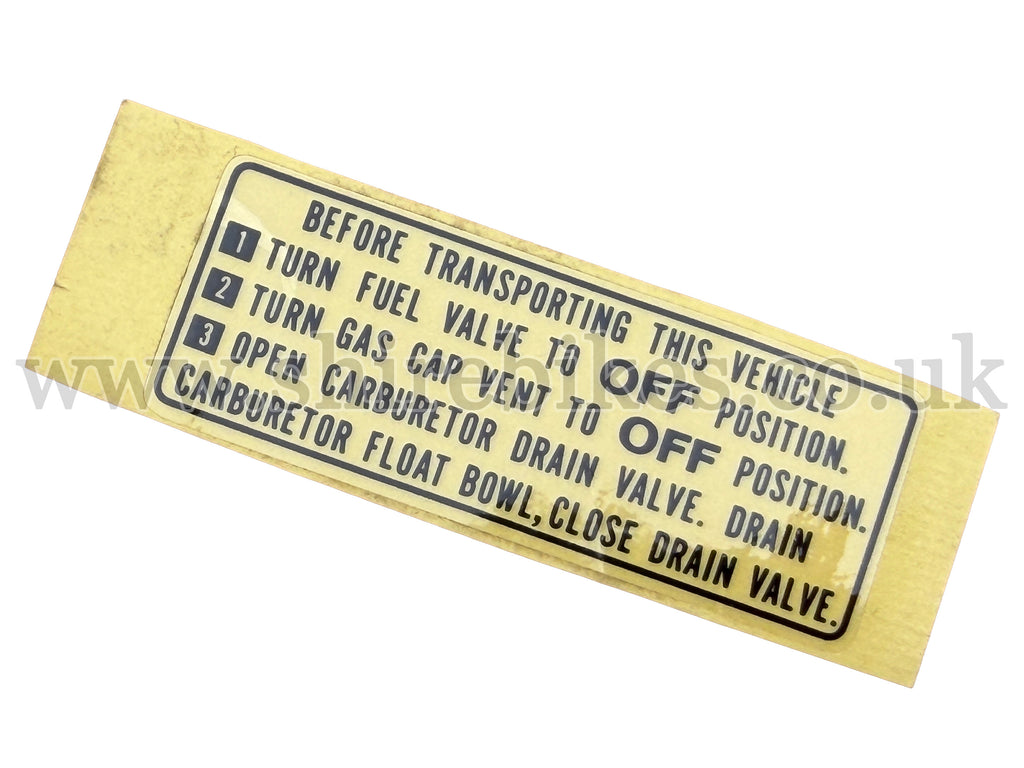 BEFORE TRANSPORTING THIS VEHICLE
1 TURN FUEL VALVE TO OFF POSITION.
2 TURN GAS CAP VENT TO OFF POSITION.
3 OPEN CARBURETOR DRAIN VALVE. DRAIN
CARBURETOR FLOAT BOWL, CLOSE DRAIN VALVE.
www.shirebikes.co.uk